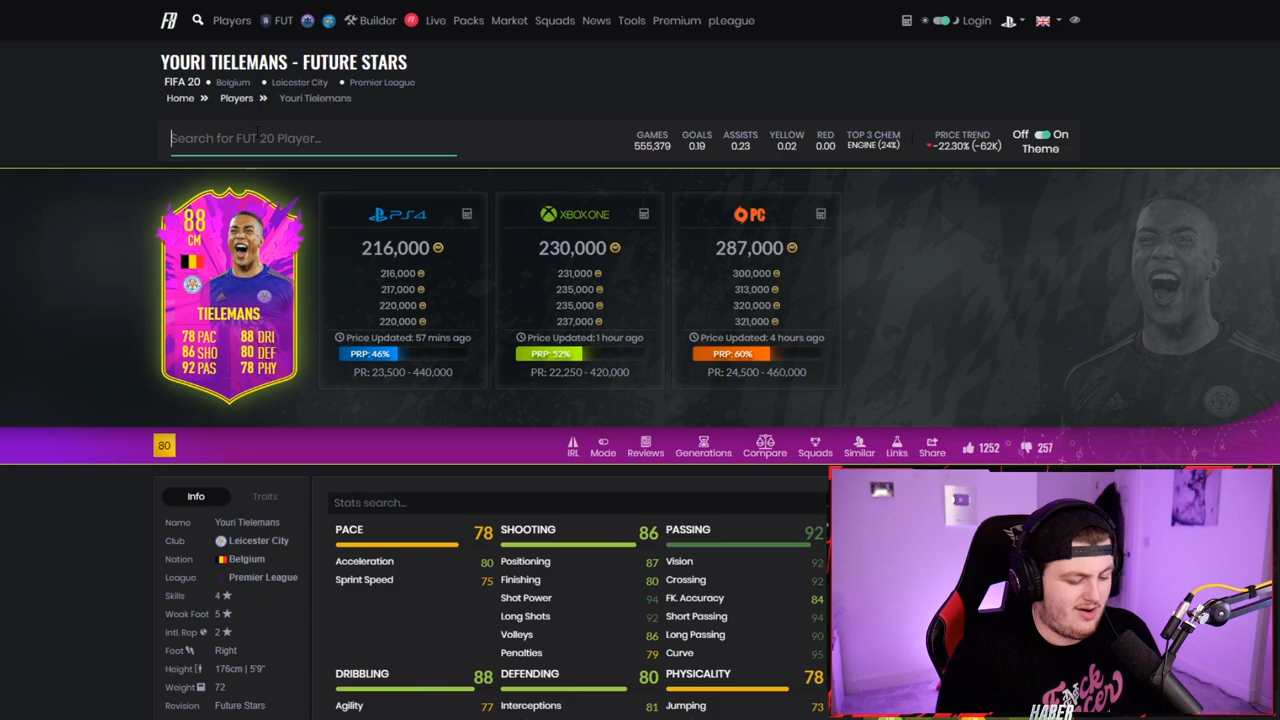 F8 Players FUT Builder Live Packs Market Squads News Tools Premium pLeague Login
YOURI TIELEMANS - FUTURE STARS
FIFA 20 • Belgium • Leicester City • Premier League
Home » Players » Youri Tielemans
Search for FUT 20 Player...
GAMES GOALS ASSISTS YELLOW RED TOP 3 CHEM PRICE TREND Off On
555,379 0.19 0.23 0.02 0.00 ENGINE (24%) -22.30% (-62K) Theme
88
CM
TIELEMANS
78 PAC 88 DRI
86 SHO 80 DEF
92 PAS 78 PHY
PS4
216,000
216,000
217,000
220,000
220,000
Price Updated: 57 mins ago
PRP: 46%
PR: 23,500 - 440,000
XBOX ONE
230,000
231,000
235,000
235,000
237,000
Price Updated: 1 hour ago
PRP: 52%
PR: 22,250 - 420,000
PC
287,000
300,000
313,000
320,000
321,000
Price Updated: 4 hours ago
PRP: 60%
PR: 24,500 - 460,000
80 IRL Mode Reviews Generations Compare Squads Similar Links Share 1252 257
Info Traits
Name Youri Tielemans
Club Leicester City
Nation Belgium
League Premier League
Skills 4★
Weak Foot 5★
Intl. Rep 2★
Foot Right
Height 176cm | 5'9"
Weight 72
Revision Future Stars
Stats search...
PACE 78
Acceleration 80
Sprint Speed 75
SHOOTING 86
Positioning 87
Finishing 80
Shot Power 94
Long Shots 92
Volleys 86
Penalties 79
PASSING 92
Vision 92
Crossing 92
FK. Accuracy 84
Short Passing 94
Long Passing 90
Curve 95
DRIBBLING 88
Agility 77
DEFENDING 80
Interceptions 81
PHYSICALITY 78
Jumping 73
HABER